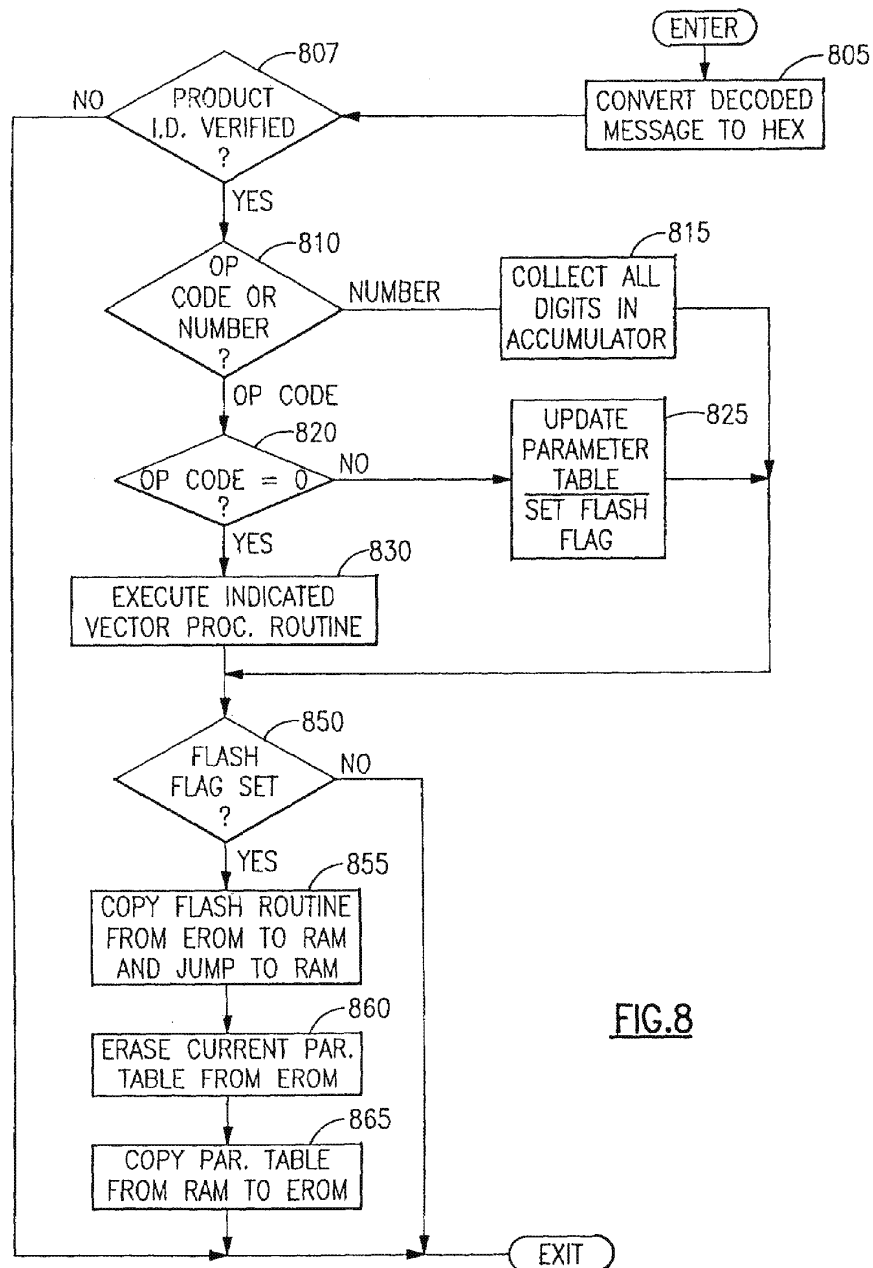 ENTER
805
CONVERT DECODED
MESSAGE TO HEX
807
PRODUCT
I.D. VERIFIED
?
NO
YES
810
OP
CODE OR
NUMBER
?
NUMBER
815
COLLECT ALL
DIGITS IN
ACCUMULATOR
OP CODE
820
OP CODE = 0
?
NO
825
UPDATE
PARAMETER
TABLE
SET FLASH
FLAG
YES
830
EXECUTE INDICATED
VECTOR PROC. ROUTINE
850
FLASH
FLAG SET
?
NO
YES
855
COPY FLASH ROUTINE
FROM EROM TO RAM
AND JUMP TO RAM
860
ERASE CURRENT PAR.
TABLE FROM EROM
865
COPY PAR. TABLE
FROM RAM TO EROM
EXIT
FIG.8